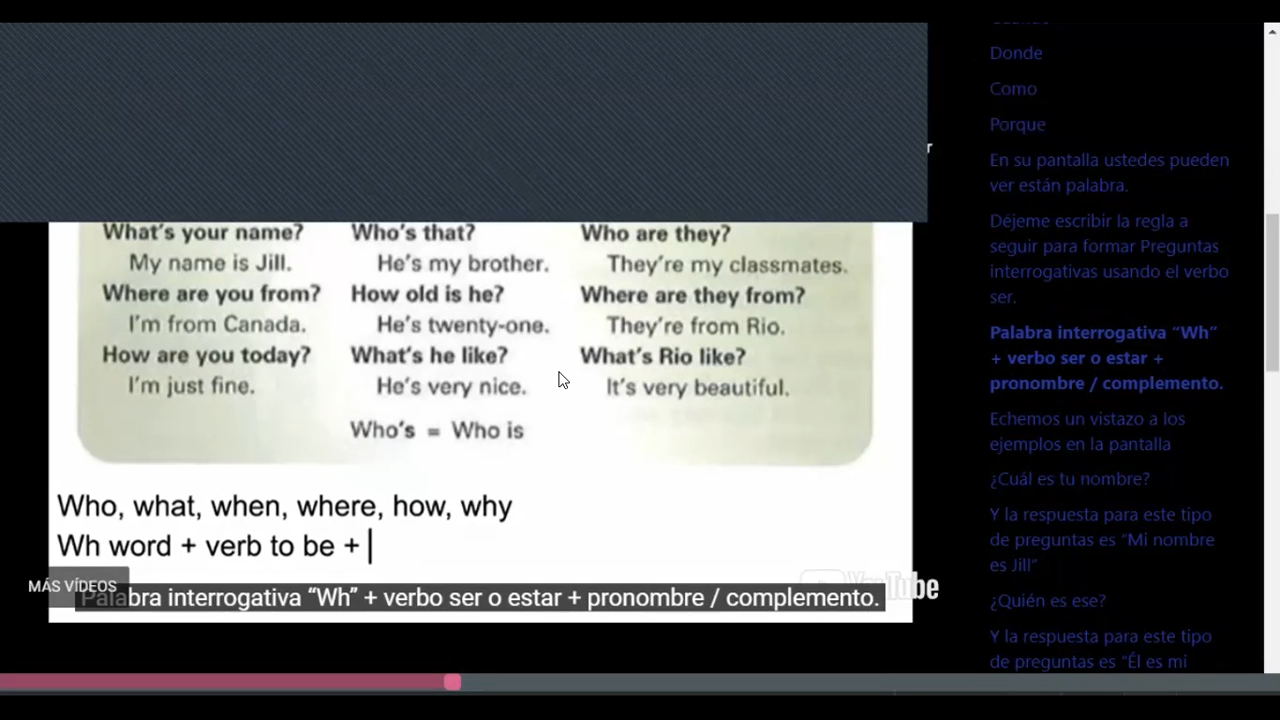 What's your name? Who's that? Who are they?
My name is Jill. He's my brother. They're my classmates.
Where are you from? How old is he? Where are they from?
I'm from Canada. He's twenty-one. They're from Rio.
How are you today? What's he like? What's Rio like?
I'm just fine. He's very nice. It's very beautiful.
Who's = Who is
Who, what, when, where, how, why
Wh word + verb to be +
MÁS VÍDEOS
YouTube
Palabra interrogativa “Wh” + verbo ser o estar + pronombre / complemento.
Donde
Como
Porque
En su pantalla ustedes pueden
ver están palabra.
Déjeme escribir la regla a
seguir para formar Preguntas
interrogativas usando el verbo
ser.
Palabra interrogativa “Wh”
+ verbo ser o estar +
pronombre / complemento.
Echemos un vistazo a los
ejemplos en la pantalla
¿Cuál es tu nombre?
Y la respuesta para este tipo
de preguntas es “Mi nombre
es Jill”
¿Quién es ese?
Y la respuesta para este tipo
de preguntas es “Él es mi